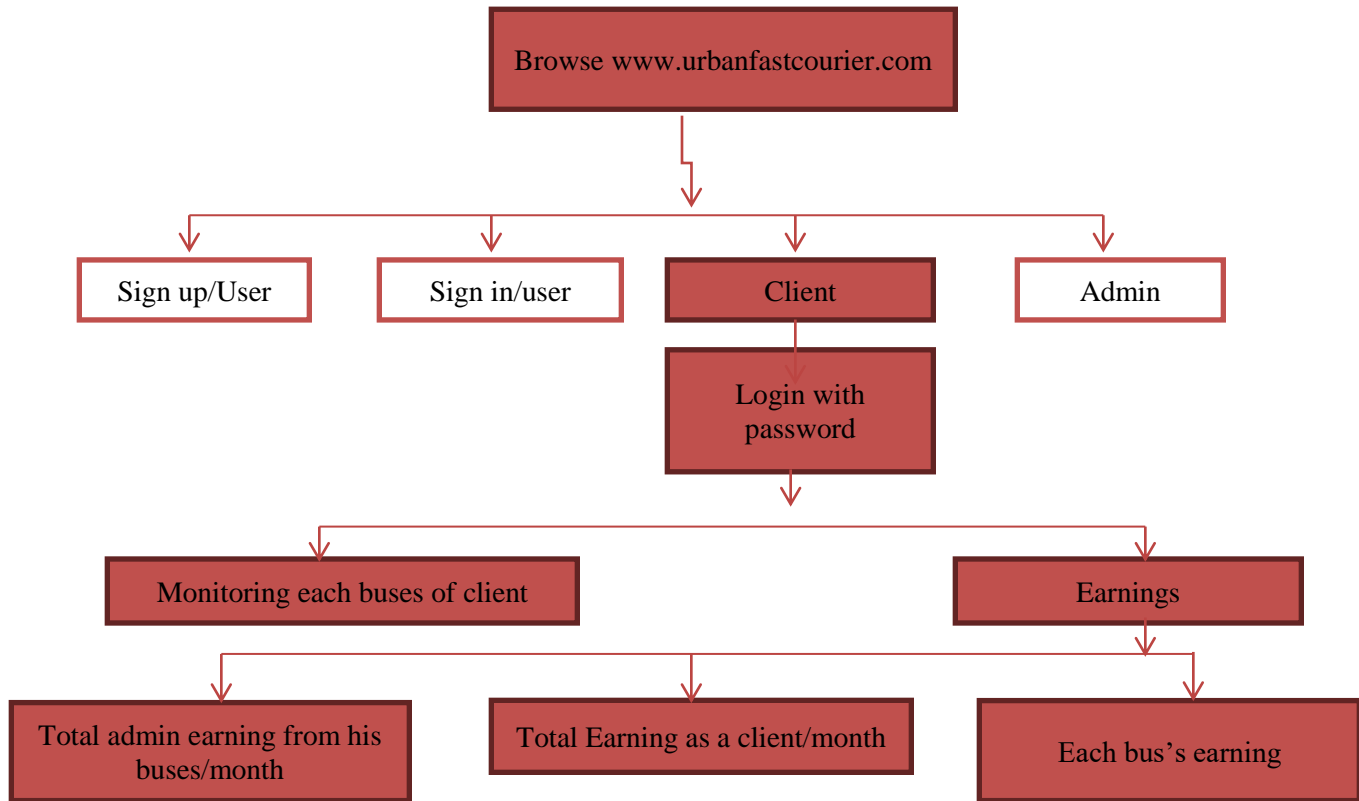 Browse www.urbanfastcourier.com
Sign up/User
Sign in/user
Client
Admin
Login with
password
Monitoring each buses of client
Earnings
Total admin earning from his
buses/month
Total Earning as a client/month
Each bus’s earning